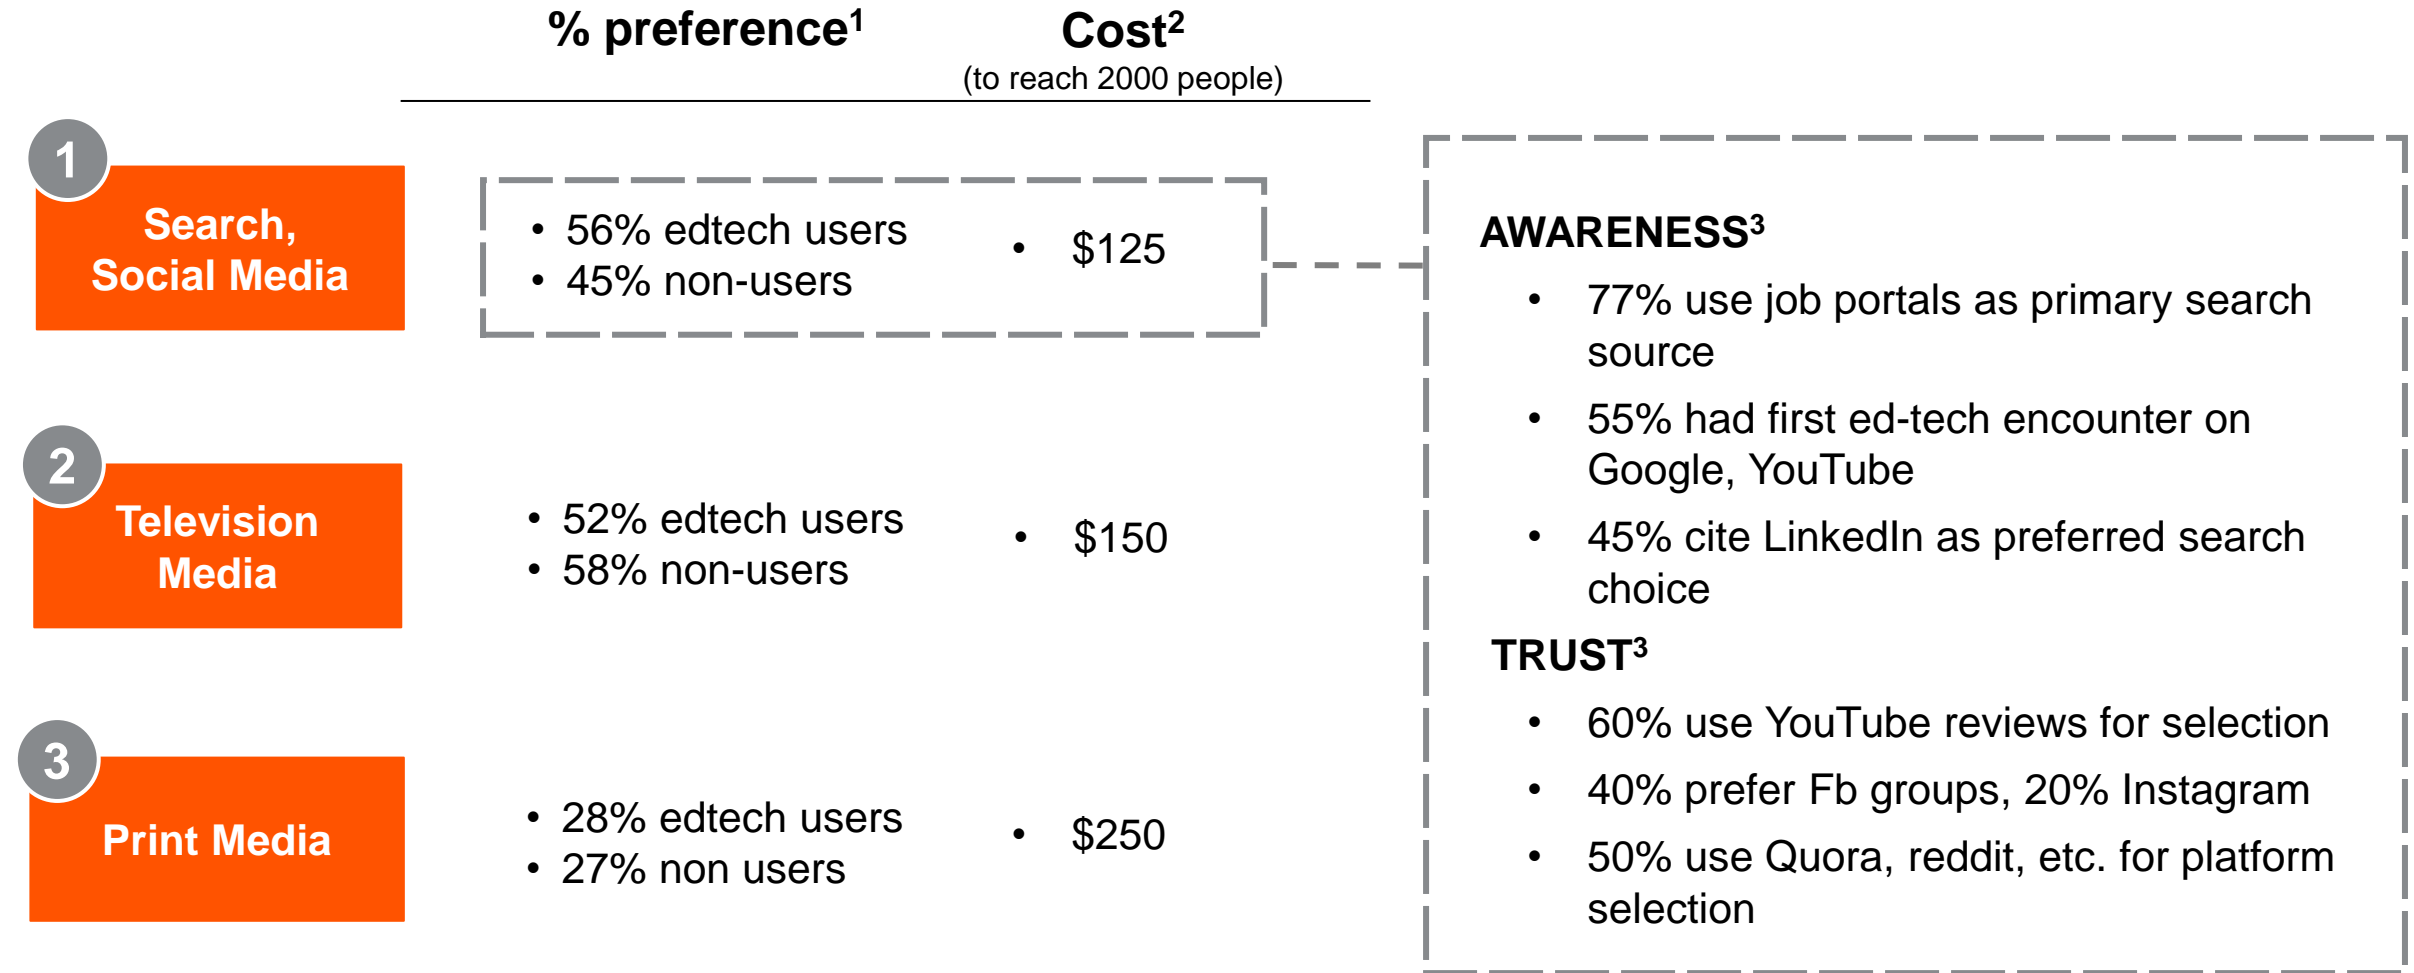 % preference¹
Cost²
(to reach 2000 people)
1
Search,
Social Media
• 56% edtech users
• 45% non-users
• $125
2
Television
Media
• 52% edtech users
• 58% non-users
• $150
3
Print Media
• 28% edtech users
• 27% non users
• $250
AWARENESS³
• 77% use job portals as primary search
source
• 55% had first ed-tech encounter on
Google, YouTube
• 45% cite LinkedIn as preferred search
choice
TRUST³
• 60% use YouTube reviews for selection
• 40% prefer Fb groups, 20% Instagram
• 50% use Quora, reddit, etc. for platform
selection